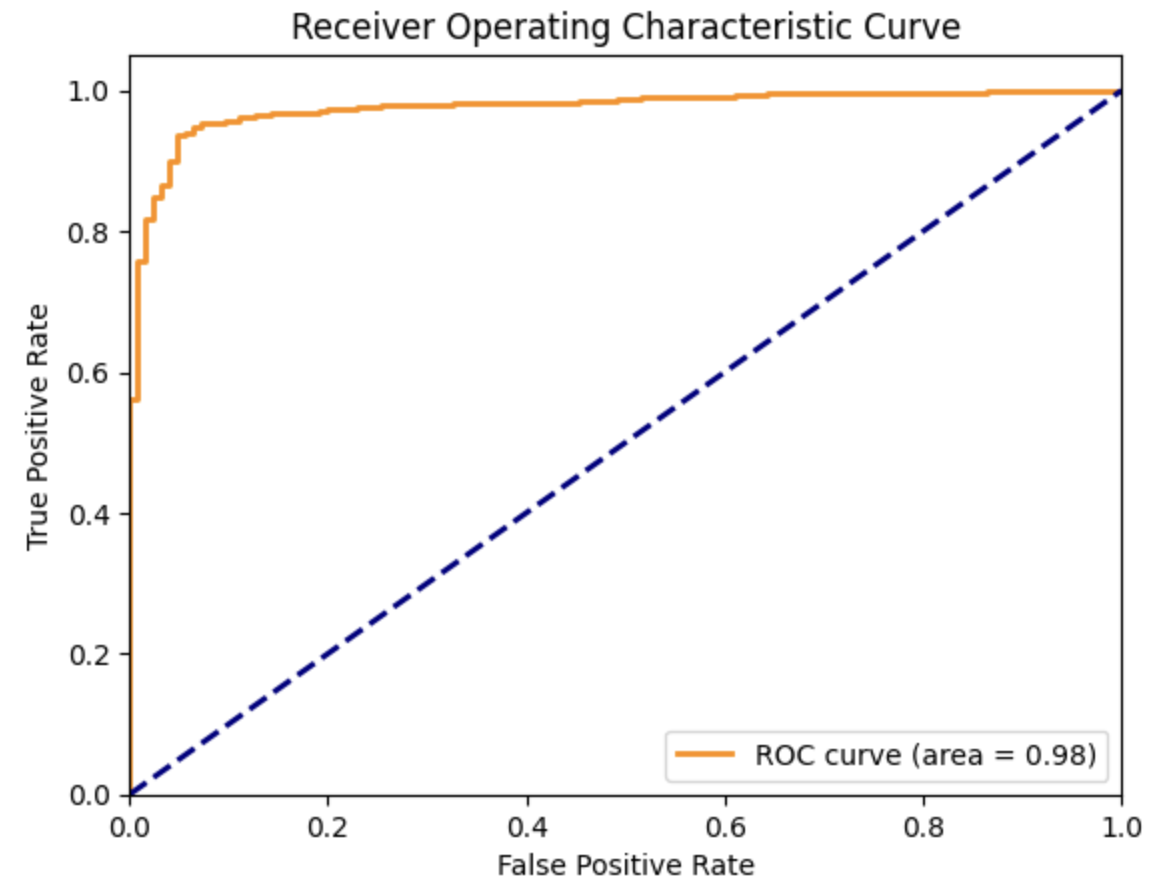 Receiver Operating Characteristic Curve
1.0
0.8
0.6
0.4
0.2
0.0
True Positive Rate
ROC curve (area = 0.98)
0.0 0.2 0.4 0.6 0.8 1.0
False Positive Rate